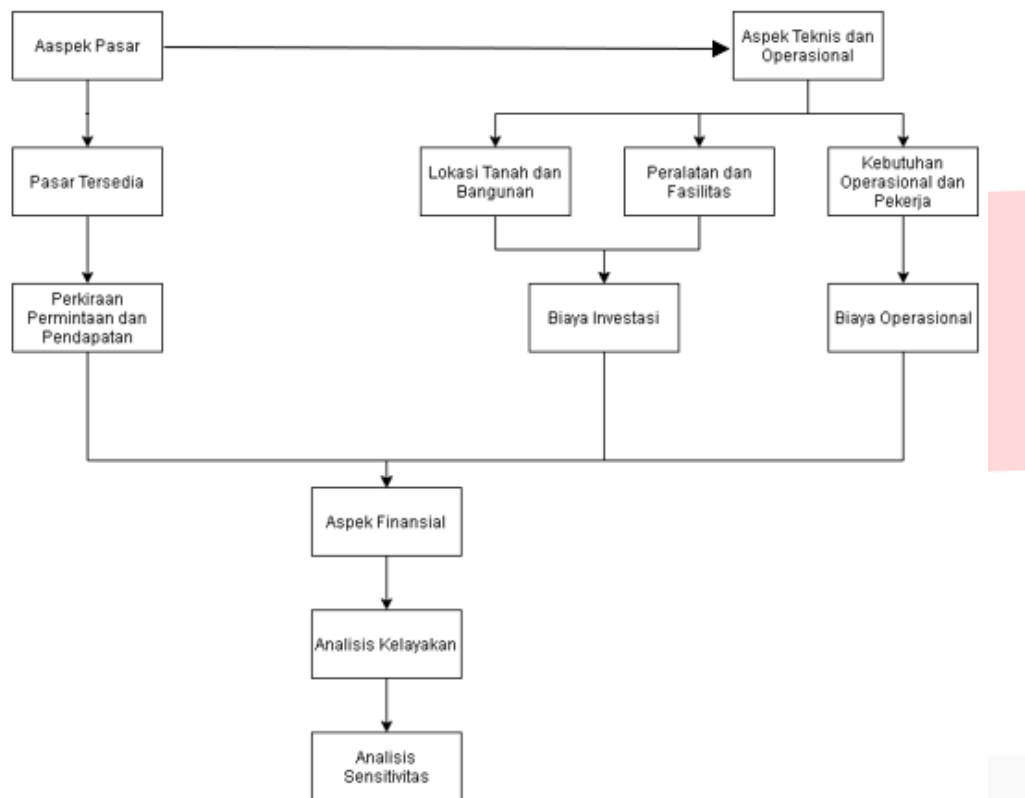 Aaspek Pasar
Aspek Teknis dan
Operasional
Pasar Tersedia
Lokasi Tanah dan
Bangunan
Peralatan dan
Fasilitas
Kebutuhan
Operasional dan
Pekerja
Perkiraan
Permintaan dan
Pendapatan
Biaya Investasi
Biaya Operasional
Aspek Finansial
Analisis Kelayakan
Analisis
Sensitivitas